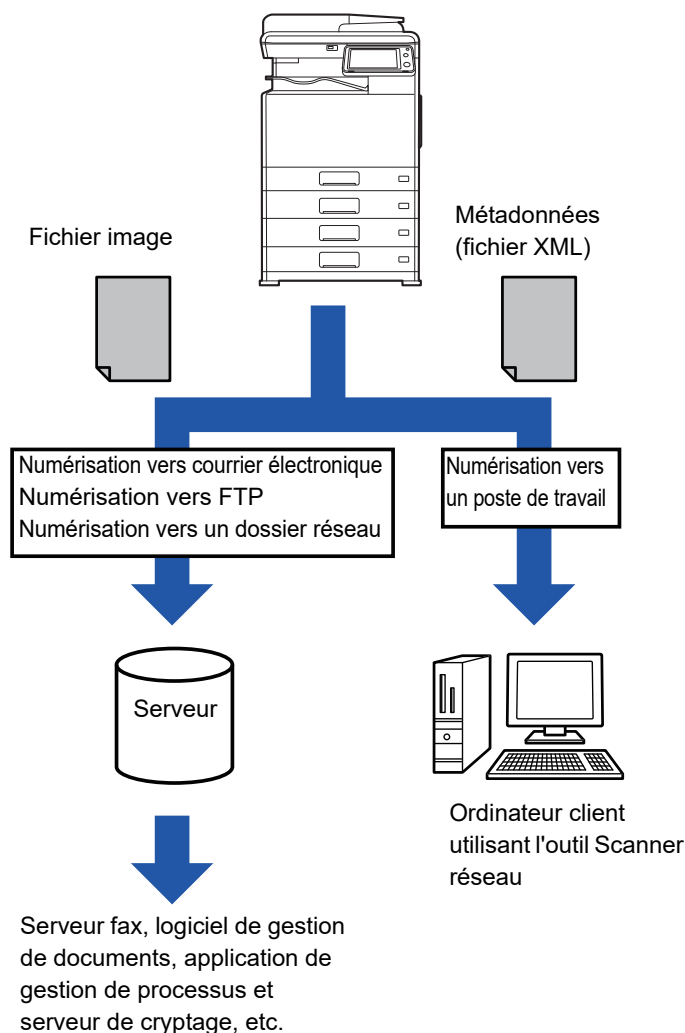 Fichier image
Métadonnées
(fichier XML)
Numérisation vers courrier électronique
Numérisation vers FTP
Numérisation vers un dossier réseau
Numérisation vers
un poste de travail
Serveur
Ordinateur client
utilisant l'outil Scanner
réseau
Serveur fax, logiciel de gestion
de documents, application de
gestion de processus et
serveur de cryptage, etc.